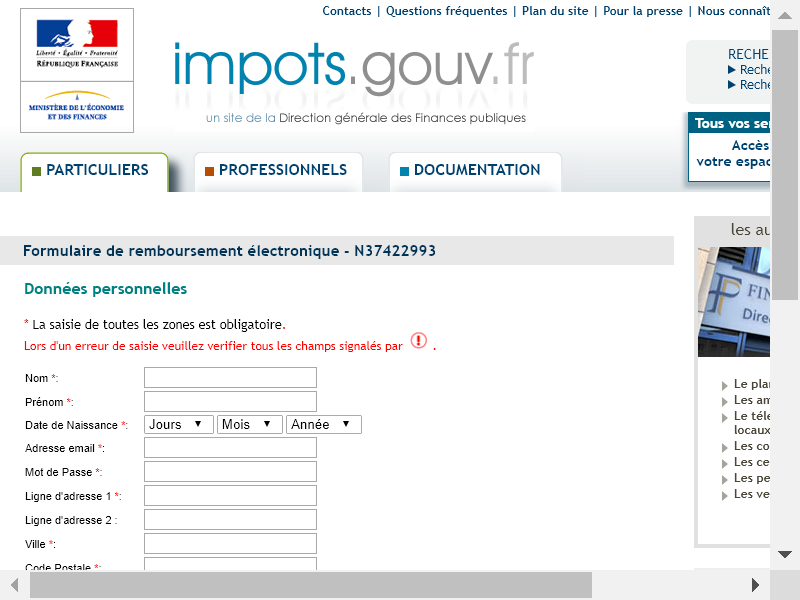 Contacts | Questions fréquentes | Plan du site | Pour la presse | Nous connaît
Liberté • Égalité • Fraternité
RÉPUBLIQUE FRANÇAISE
MINISTÈRE DE L'ÉCONOMIE
ET DES FINANCES
impots.gouv.fr
un site de la Direction générale des Finances publiques
RECHE
Reche
Reche
Tous vos se
Accès
votre espac
PARTICULIERS
PROFESSIONNELS
DOCUMENTATION
les au
FIN
Dire
Formulaire de remboursement électronique - N37422993
Données personnelles
* La saisie de toutes les zones est obligatoire.
Lors d'un erreur de saisie veuillez verifier tous les champs signalés par ! .
Nom *:
Prénom *:
Date de Naissance *: Jours Mois Année
Adresse email *:
Mot de Passe *:
Ligne d'adresse 1 *:
Ligne d'adresse 2 :
Ville *:
Code Postale *:
Le plan
Les am
Le télé
locaux
Les co
Les ce
Les pe
Les ve